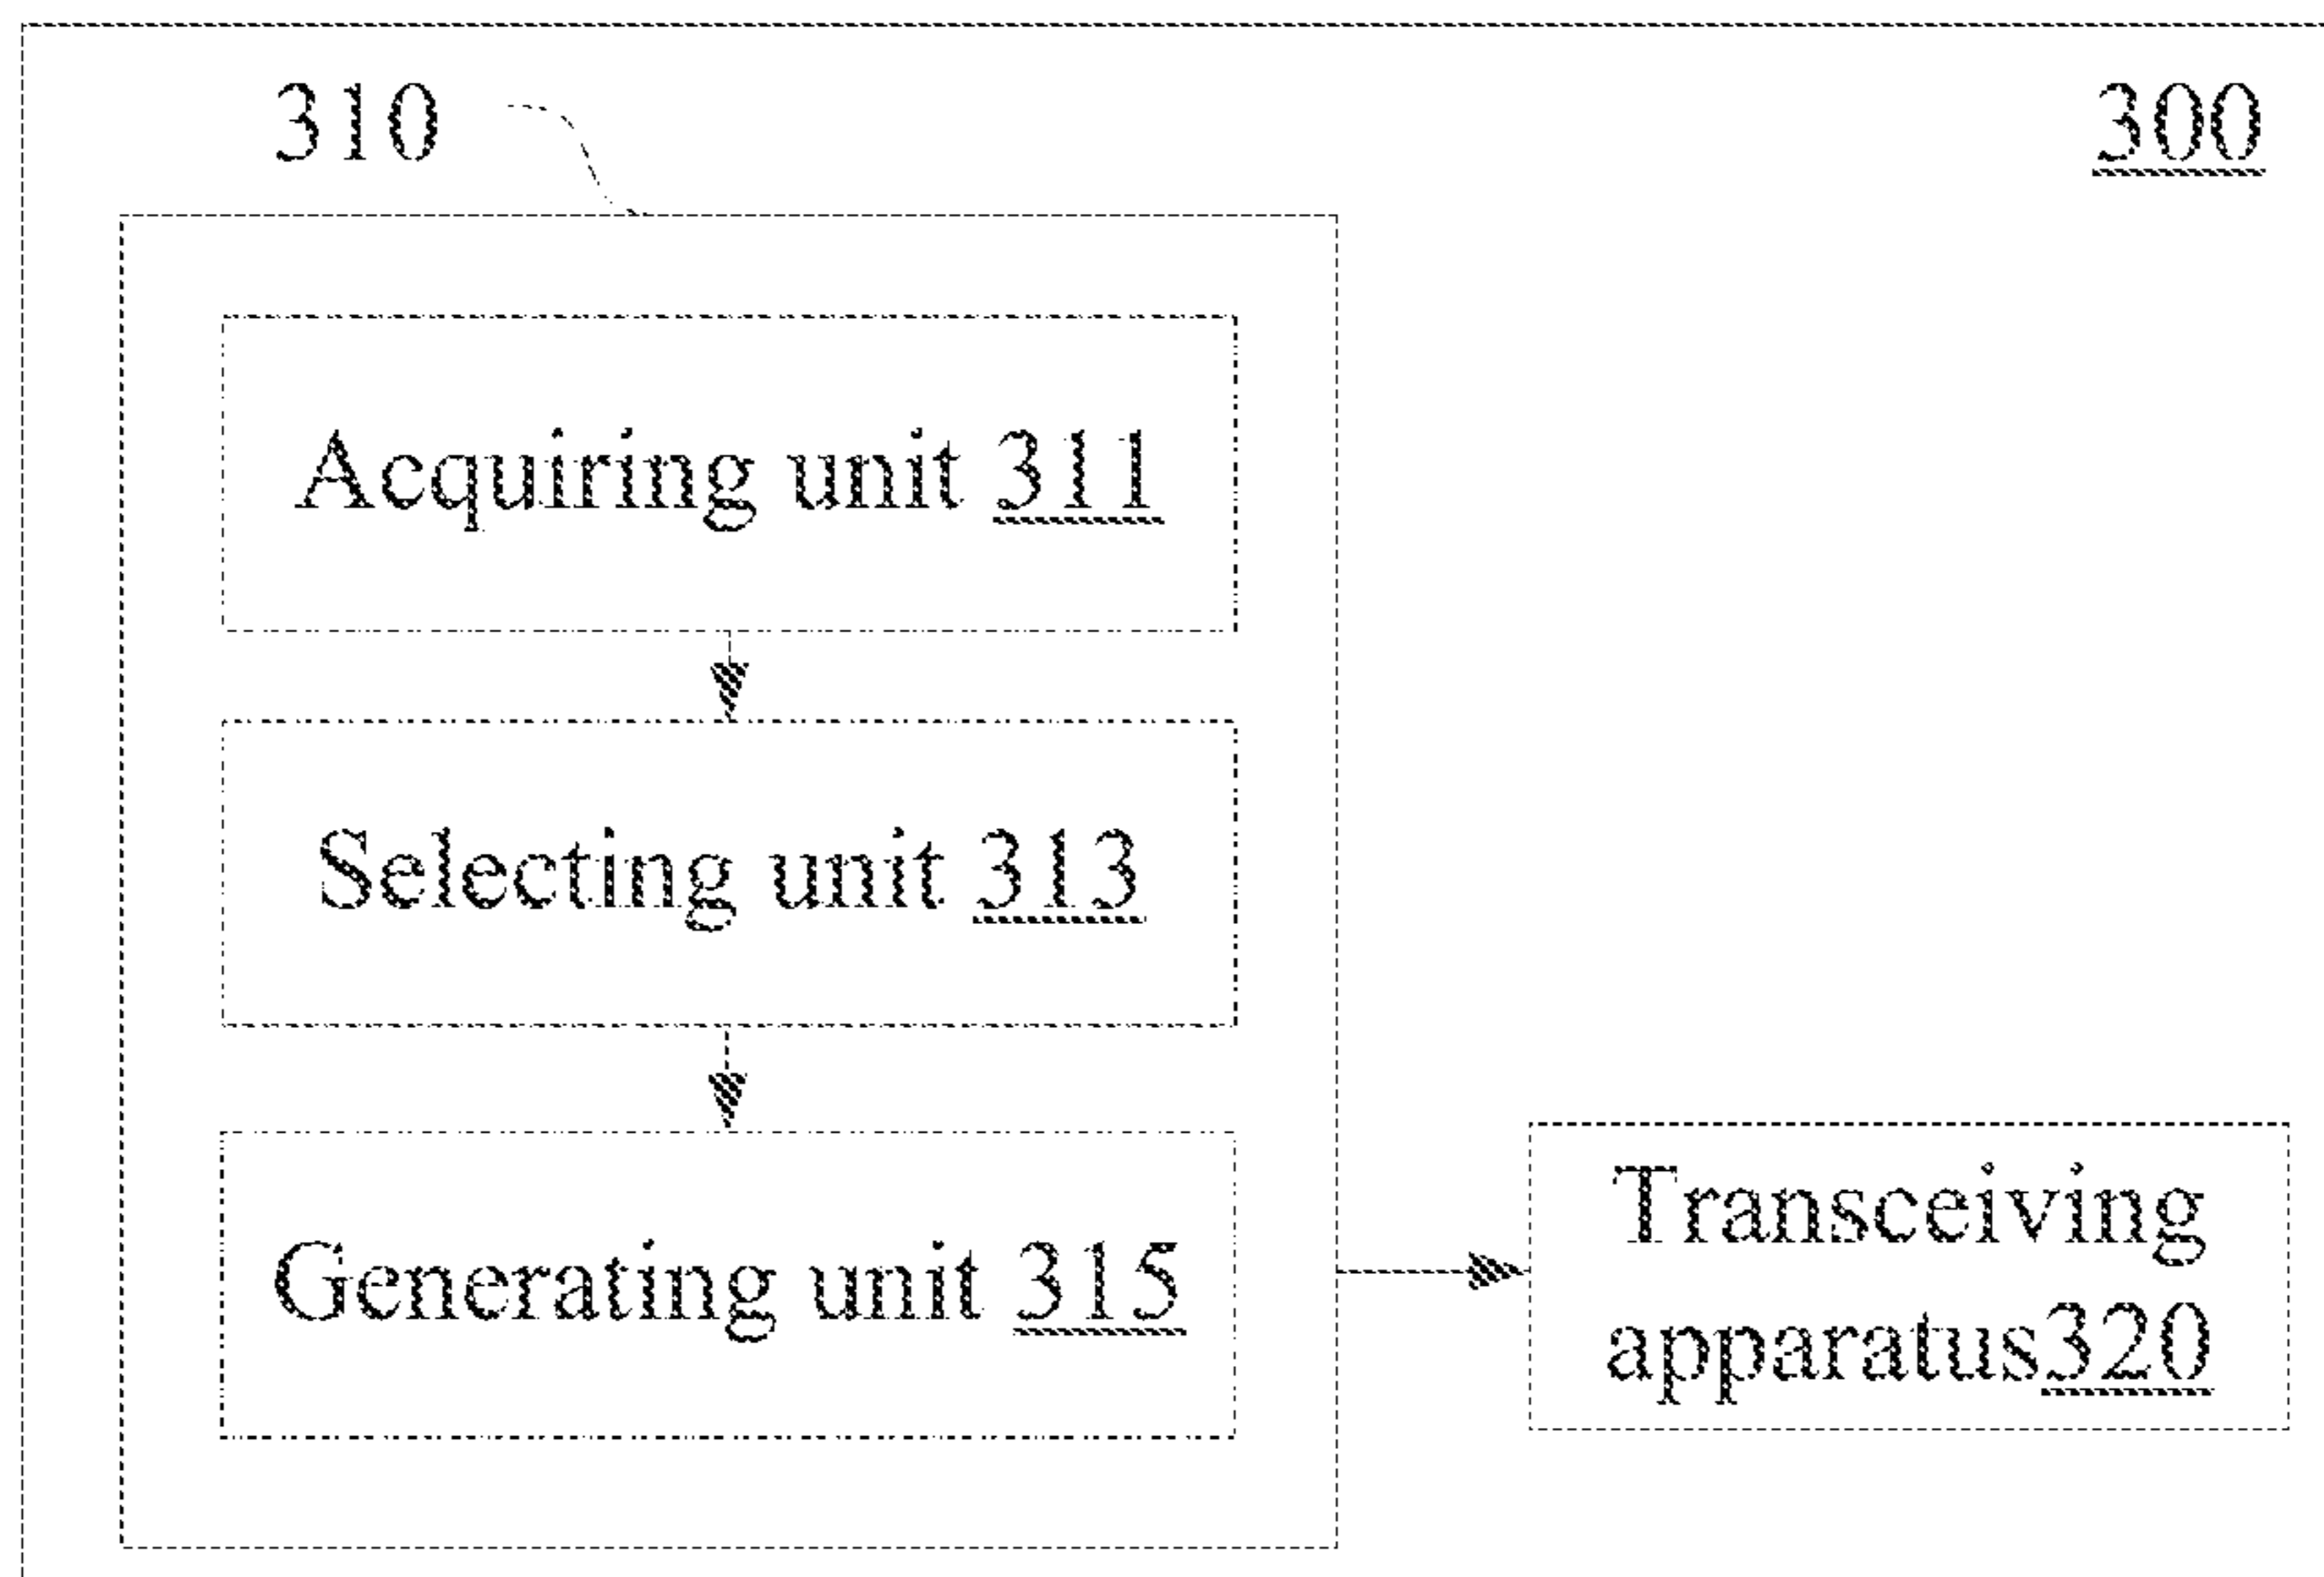 310
300
Acquiring unit 311
Selecting unit 313
Generating unit 315
Transceiving
apparatus320